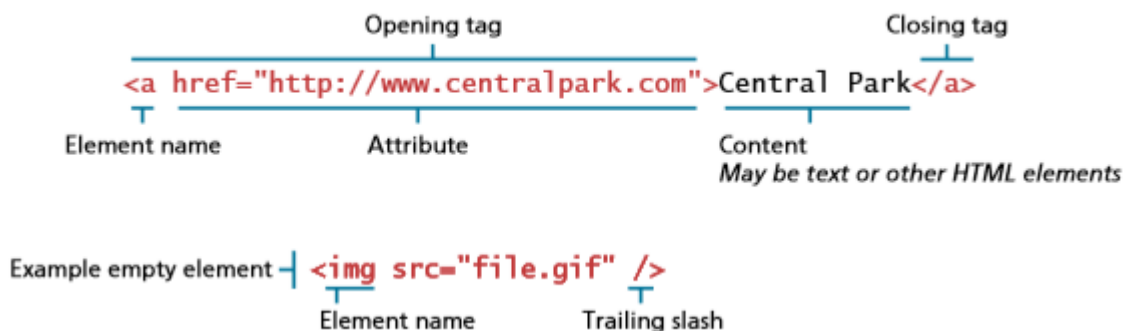 Opening tag Closing tag
<a href="http://www.centralpark.com">Central Park</a>
Element name Attribute Content
May be text or other HTML elements
Example empty element <img src="file.gif" />
Element name Trailing slash